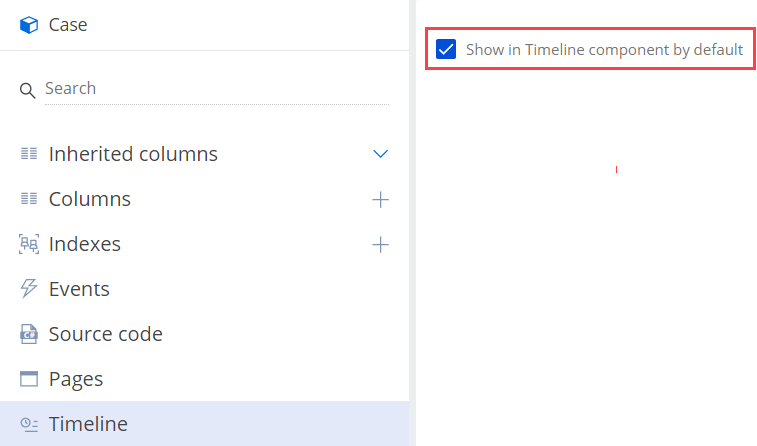 Case
Show in Timeline component by default
Search
Inherited columns
Columns
Indexes
Events
C#
Source code
Pages
Timeline